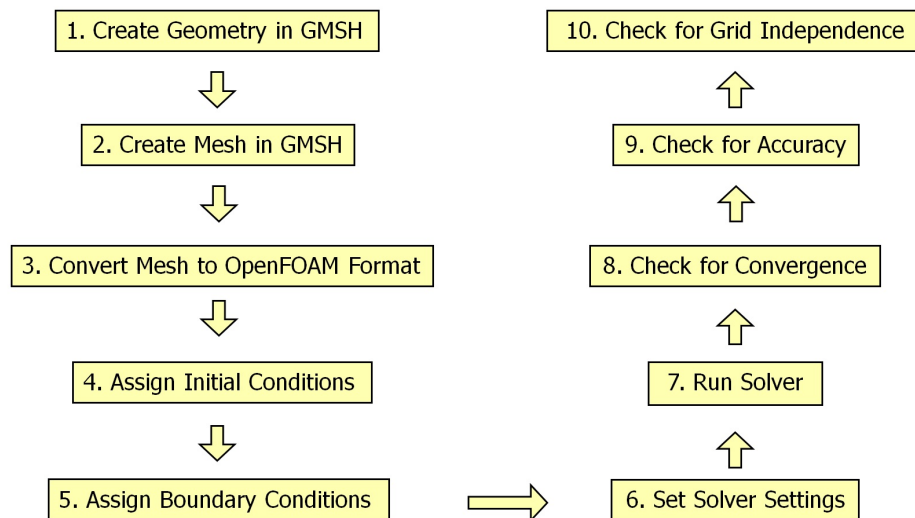 1. Create Geometry in GMSH
2. Create Mesh in GMSH
3. Convert Mesh to OpenFOAM Format
4. Assign Initial Conditions
5. Assign Boundary Conditions
6. Set Solver Settings
7. Run Solver
8. Check for Convergence
9. Check for Accuracy
10. Check for Grid Independence